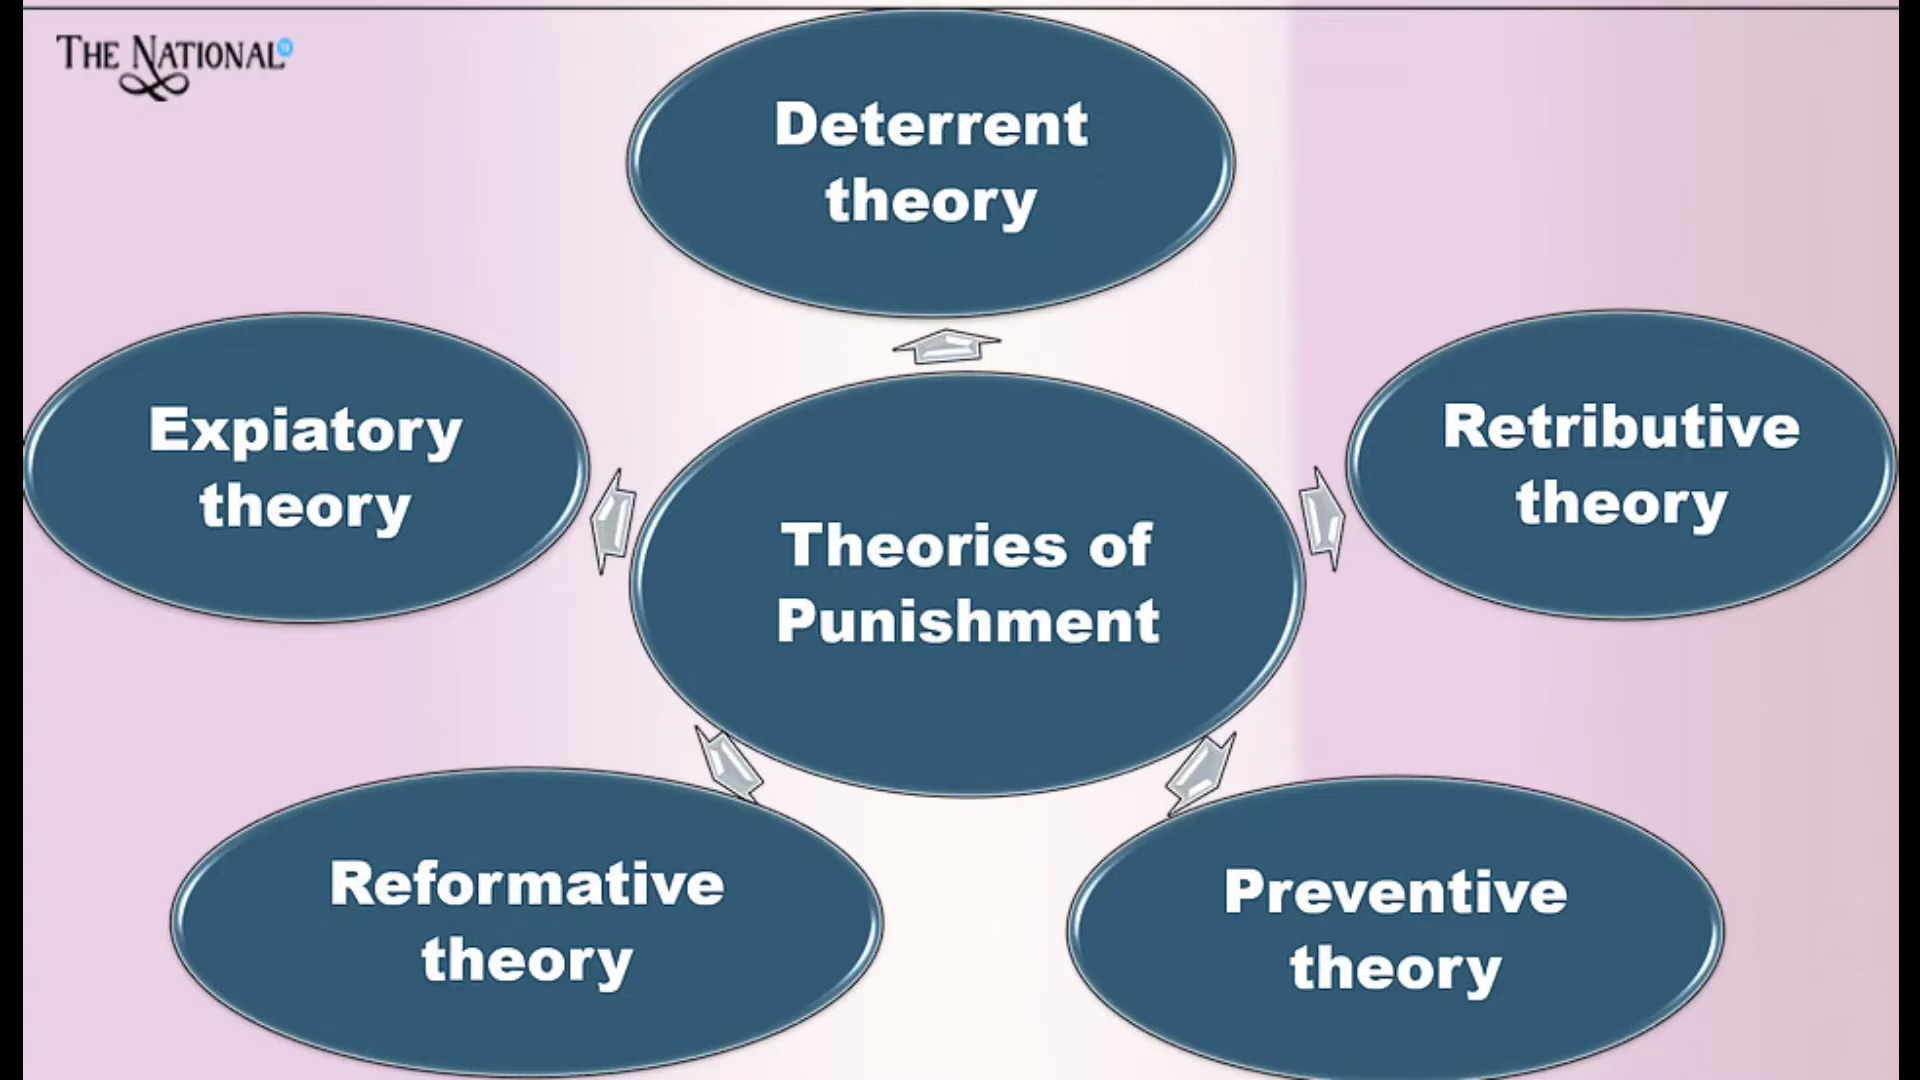 THE NATIONAL
Deterrent
theory
Expiatory
theory
Retributive
theory
Theories of
Punishment
Reformative
theory
Preventive
theory